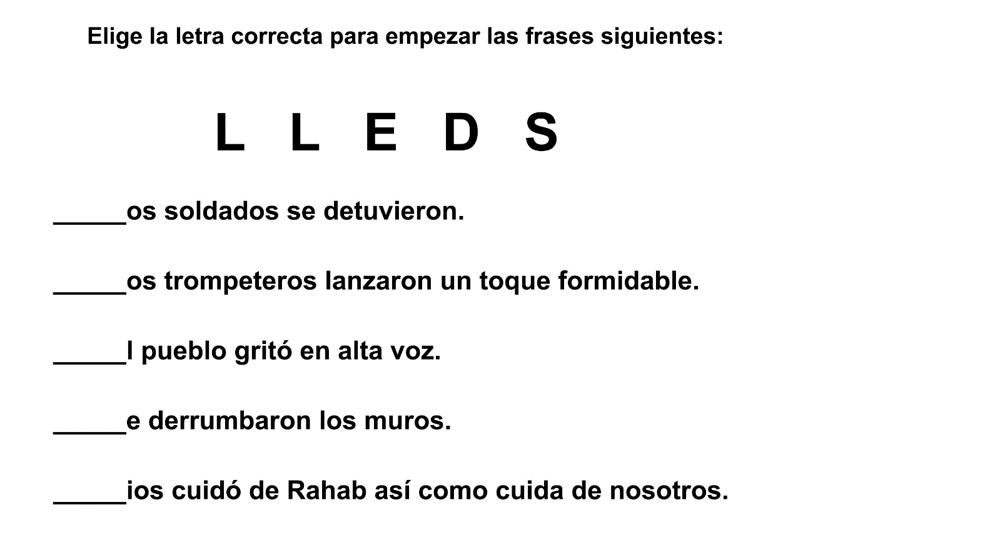 Elige la letra correcta para empezar las frases siguientes:
L L E D S
_____os soldados se detuvieron.
_____os trompeteros lanzaron un toque formidable.
_____l pueblo gritó en alta voz.
_____e derrumbaron los muros.
_____ios cuidó de Rahab así como cuida de nosotros.